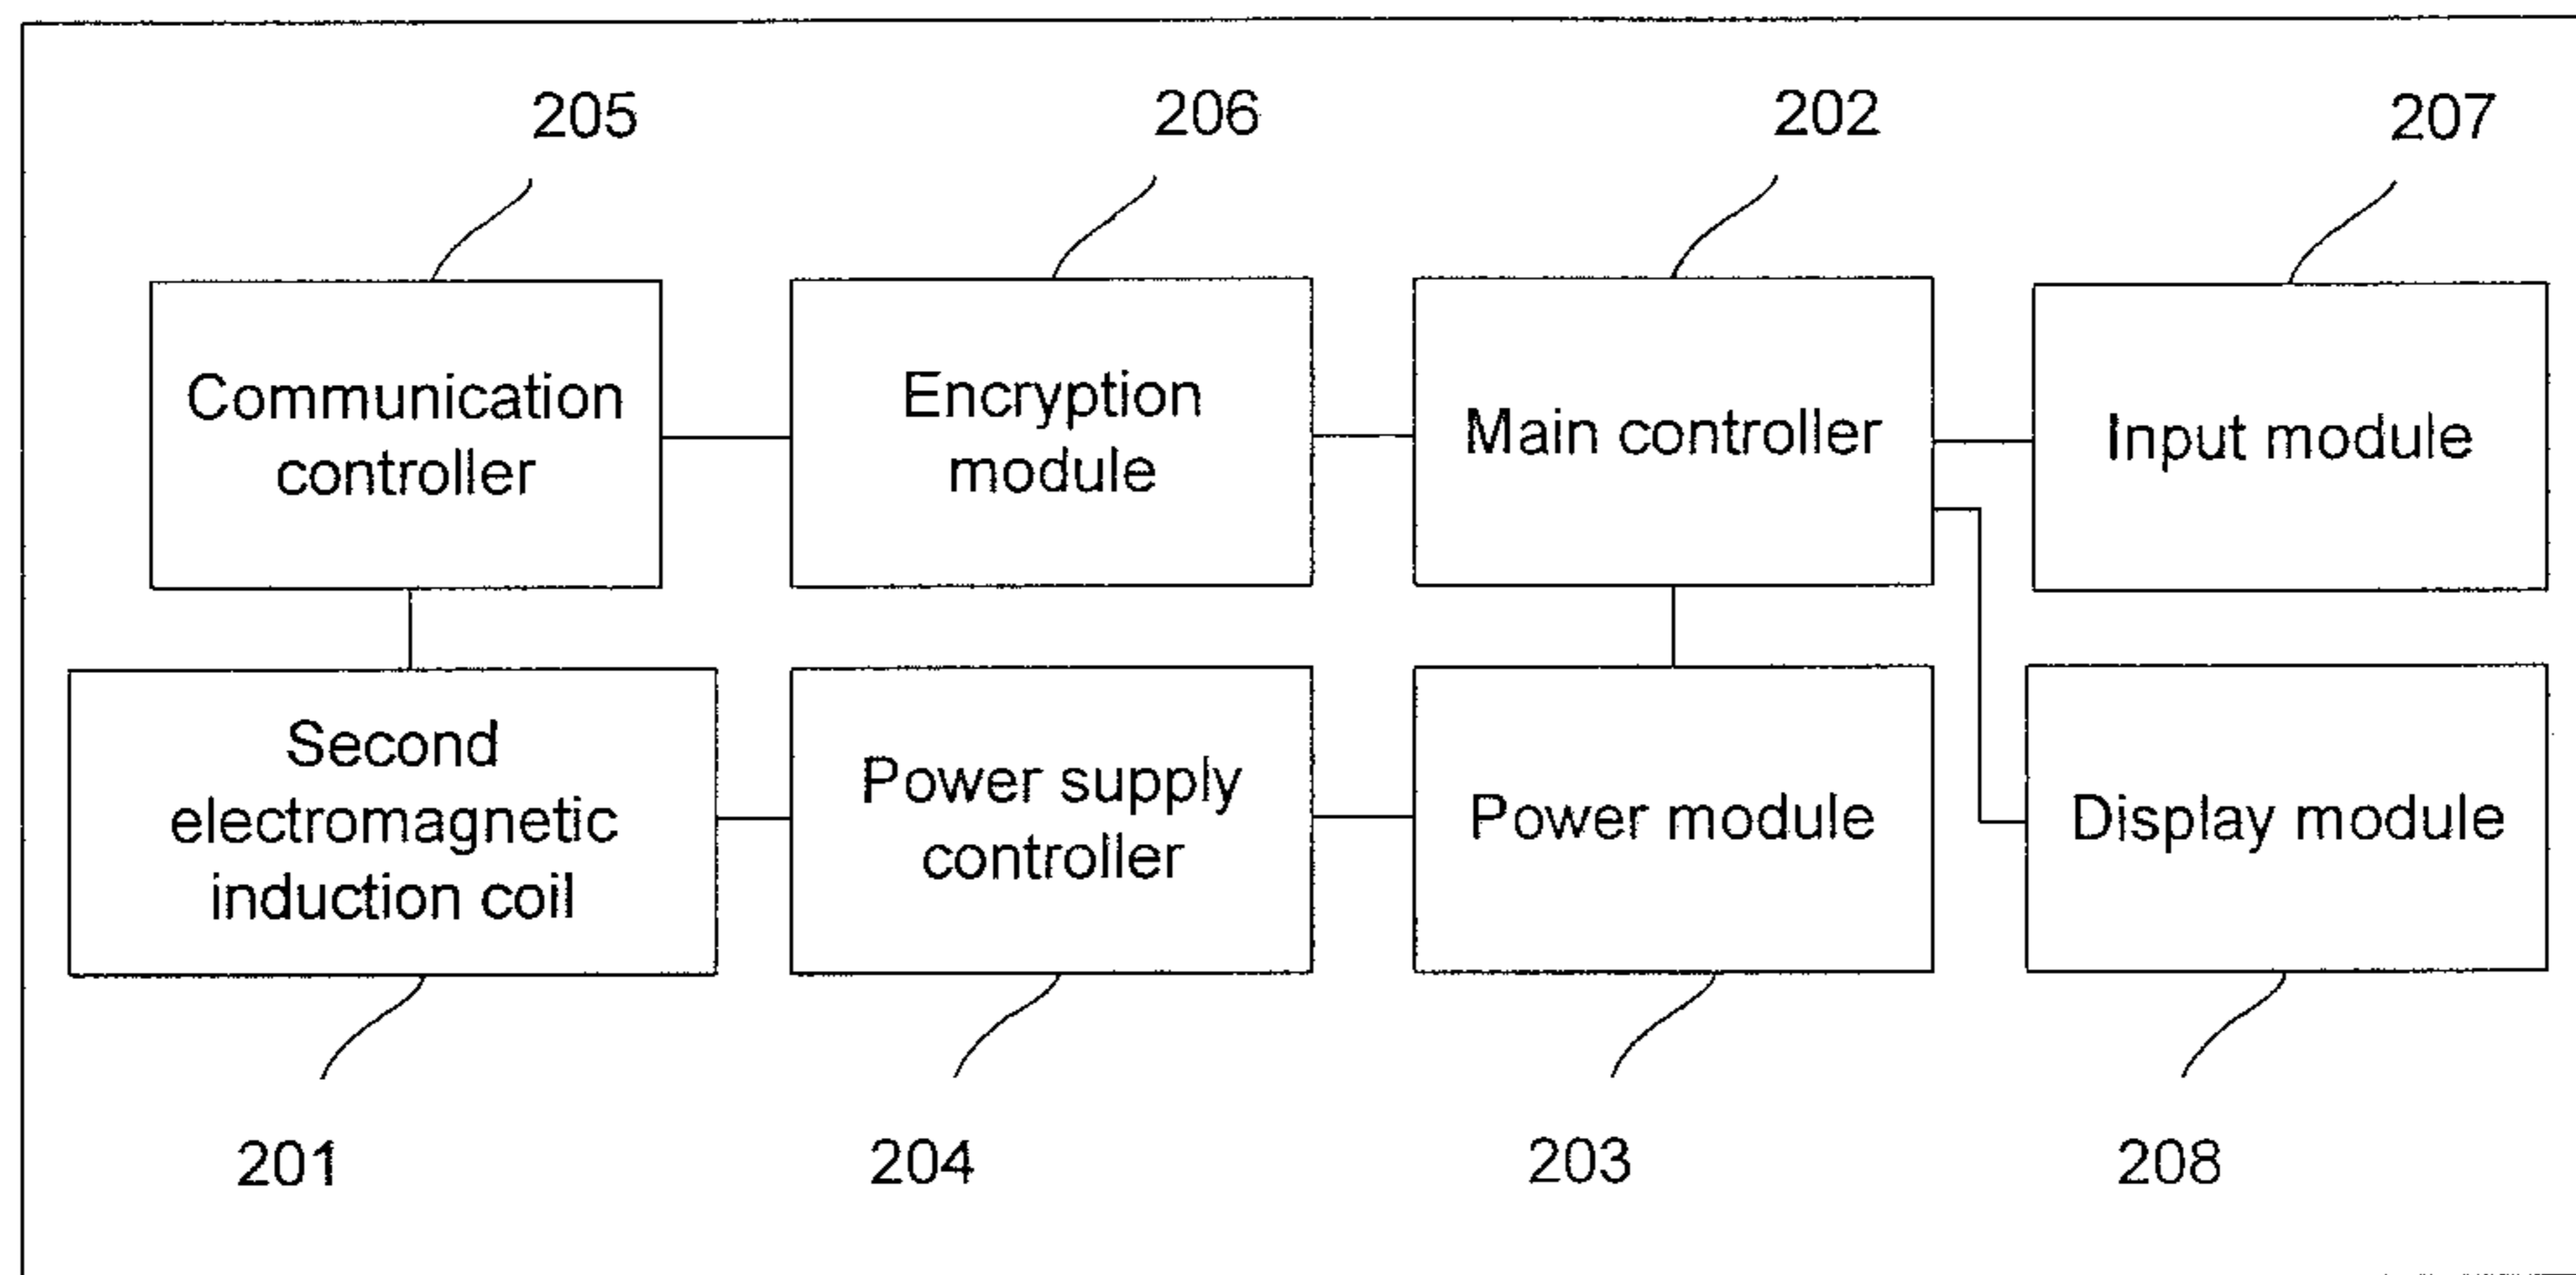 205
206
202
207
Communication
controller
Encryption
module
Main controller
Input module
Second
electromagnetic
induction coil
Power supply
controller
Power module
Display module
201
204
203
208